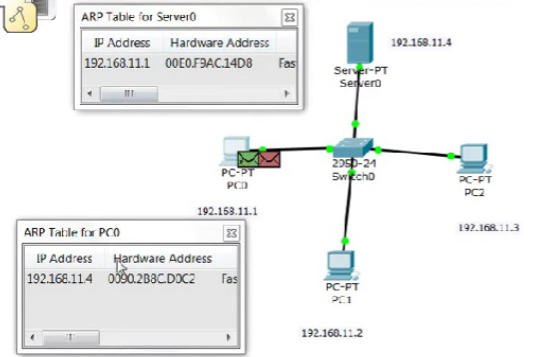 ARP Table for Server0
IP Address Hardware Address
192.168.11.1 00E0.F9AC.14D8 Fas
192.168.11.4
Server-PT
Server0
2950-24
Switch0
PC-PT
PC0
192.168.11.1
PC-PT
PC2
192.168.11.3
ARP Table for PC0
IP Address Hardware Address
192.168.11.4 0090.2B8C.D0C2 Fas
PC-PT
PC1
192.168.11.2